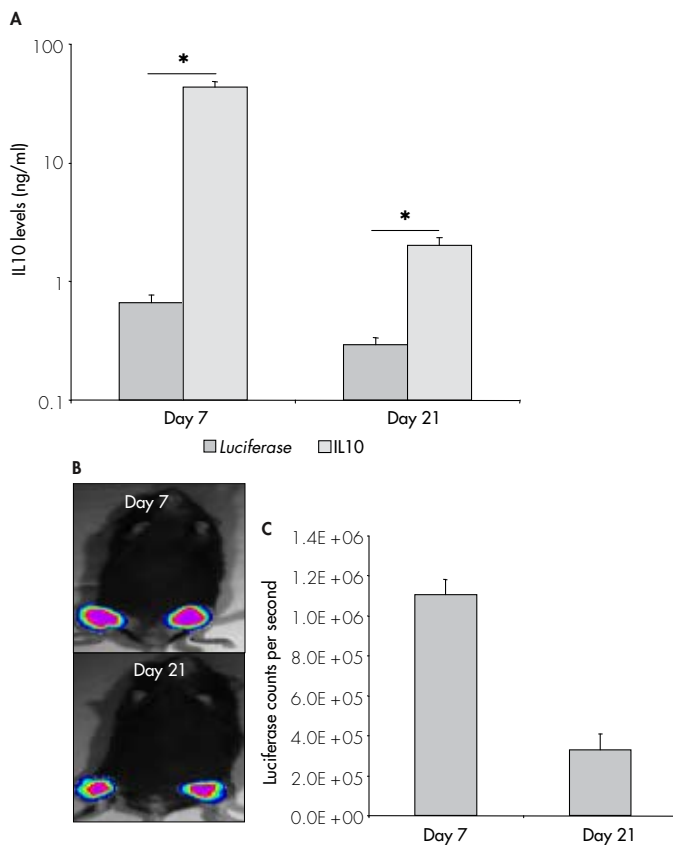 A
100
10
1
0.1
IL10 levels (ng/ml)
*
*
Day 7
Day 21
Luciferase
IL10
B
Day 7
Day 21
C
1.4E +06
1.2E +06
1.0E +06
8.0E +05
6.0E +05
4.0E +05
2.0E +05
0.0E+00
Luciferase counts per second
Day 7
Day 21